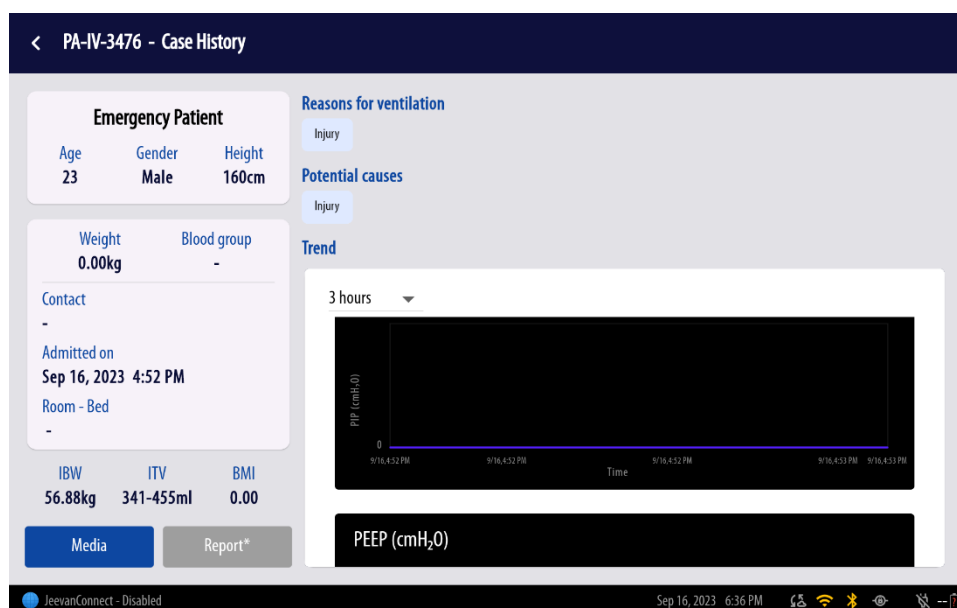 PA-IV-3476 - Case History
Emergency Patient
Age Gender Height
23 Male 160cm
Weight Blood group
0.00kg -
Contact
-
Admitted on
Sep 16, 2023 4:52 PM
Room - Bed
-
IBW ITV BMI
56.88kg 341-455ml 0.00
Media Report*
Reasons for ventilation
Injury
Potential causes
Injury
Trend
3 hours
PIP (cmH₂0)
0
9/16,4:52 PM 9/16,4:52 PM 9/16,4:52 PM 9/16,4:53 PM 9/16,4:53 PM
Time
PEEP (cmH₂0)
JeevanConnect - Disabled Sep 16, 2023 6:36 PM --